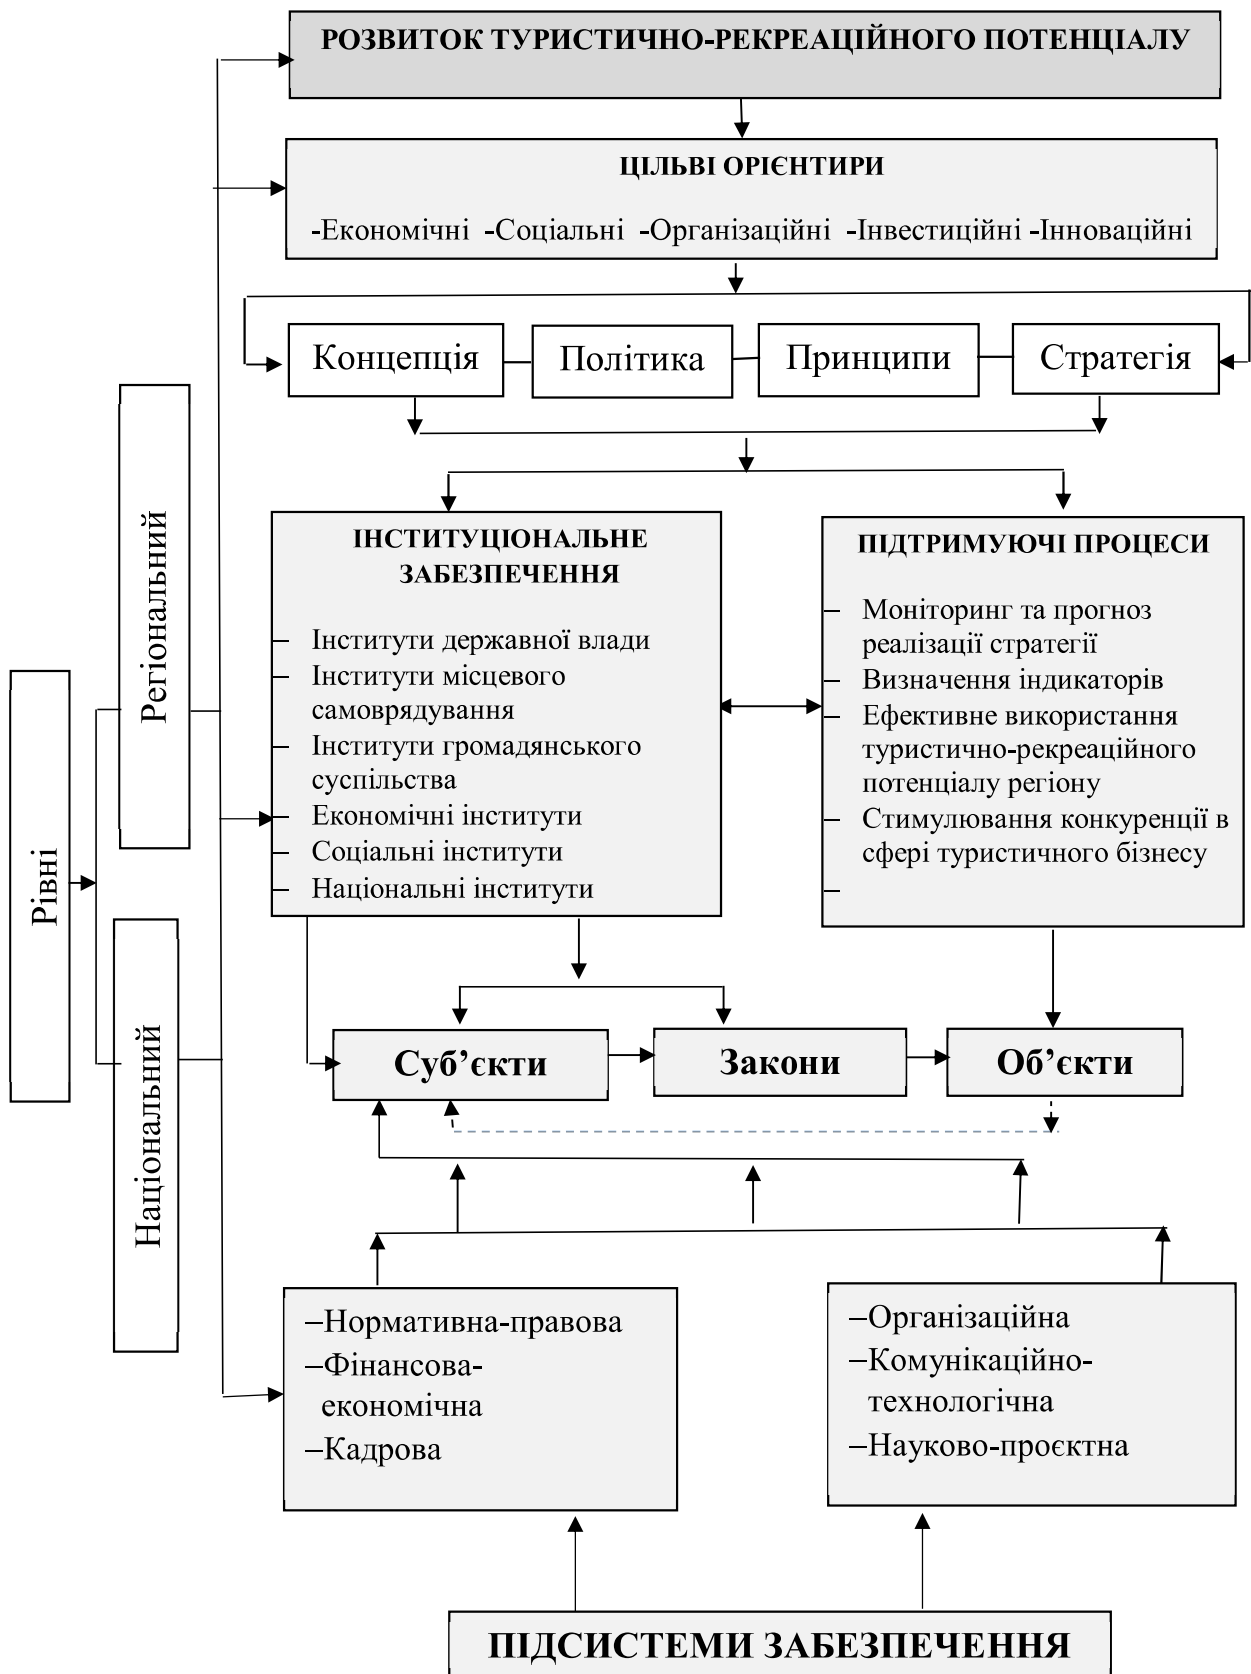 РОЗВИТОК ТУРИСТИЧНО-РЕКРЕАЦІЙНОГО ПОТЕНЦІАЛУ
ЦІЛЬВІ ОРІЄНТИРИ
-Економічні -Соціальні -Організаційні -Інвестиційні -Інноваційні
Концепція
Політика
Принципи
Стратегія
Рівні
Регіональний
Національний
ІНСТИТУЦІОНАЛЬНЕ
ЗАБЕЗПЕЧЕННЯ
– Інститути державної влади
– Інститути місцевого
самоврядування
– Інститути громадянського
суспільства
– Економічні інститути
– Соціальні інститути
– Національні інститути
ПІДТРИМУЮЧІ ПРОЦЕСИ
– Моніторинг та прогноз
реалізації стратегії
– Визначення індикаторів
– Ефективне використання
туристично-рекреаційного
потенціалу регіону
– Стимулювання конкуренції в
сфері туристичного бізнесу
–
Суб’єкти
Закони
Об’єкти
–Нормативна-правова
–Фінансова-
економічна
–Кадрова
–Організаційна
–Комунікаційно-
технологічна
–Науково-проєктна
ПІДСИСТЕМИ ЗАБЕЗПЕЧЕННЯ